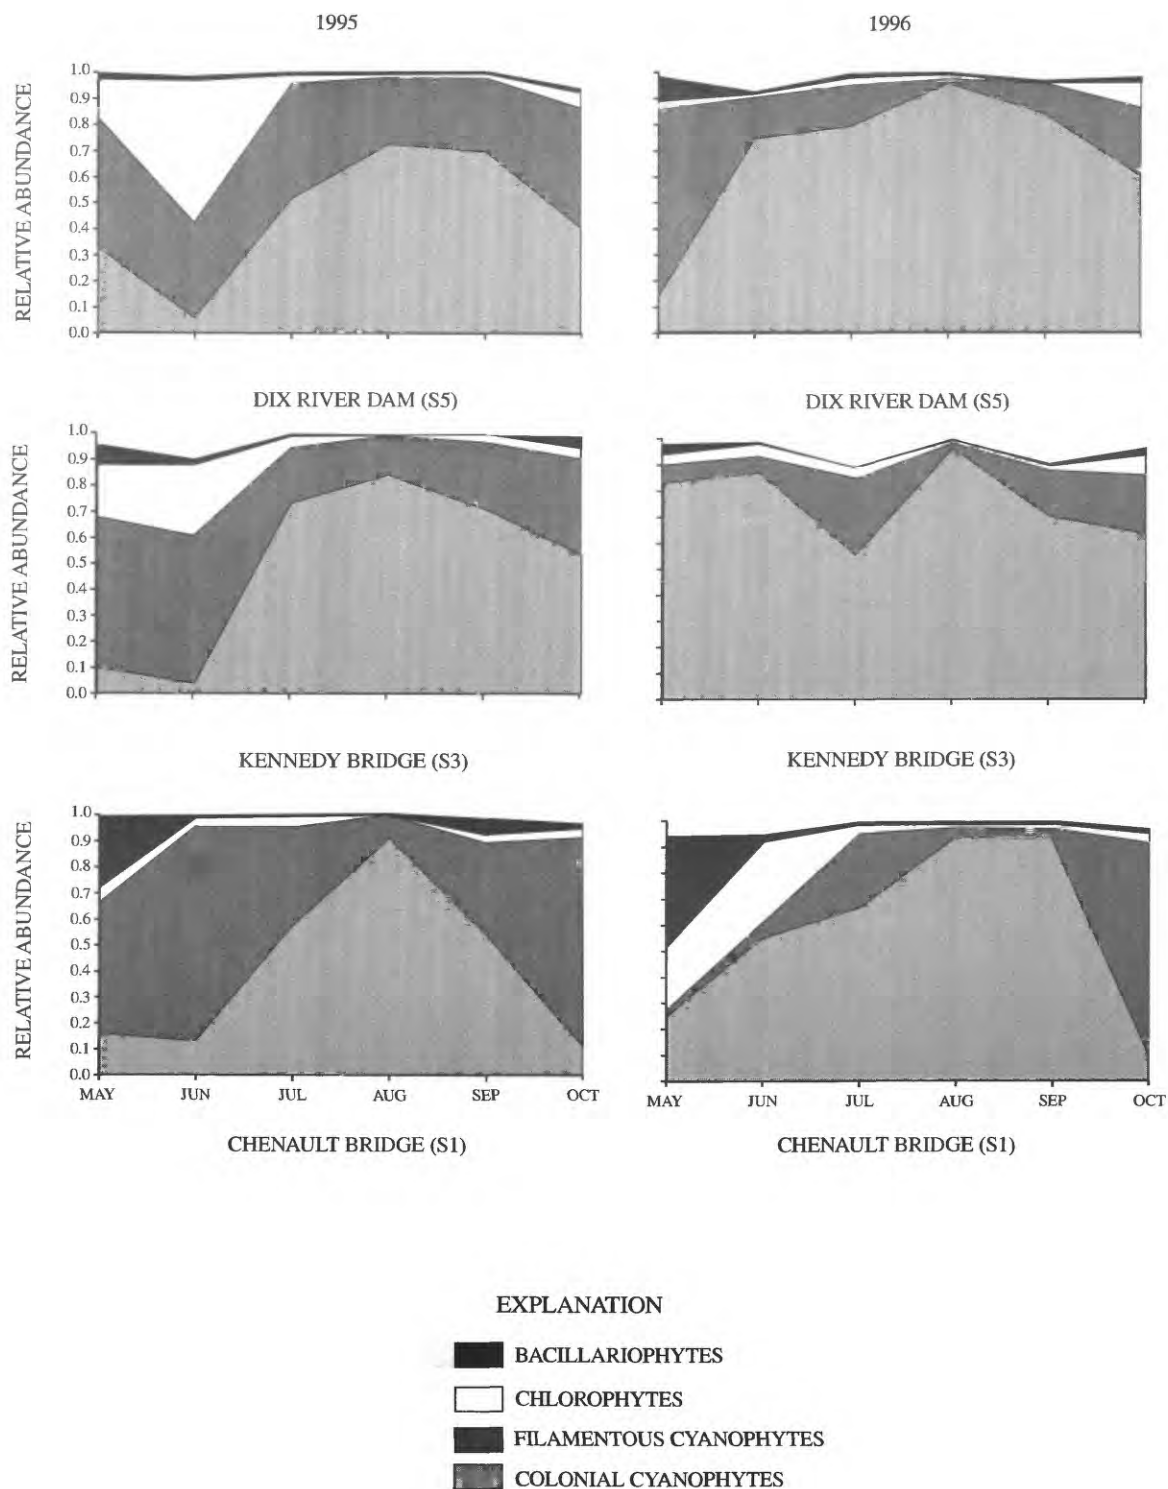 1995
1996
RELATIVE ABUNDANCE
1.0
0.9
0.8
0.7
0.6
0.5
0.4
0.3
0.2
0.1
0.0
DIX RIVER DAM (S5)
DIX RIVER DAM (S5)
RELATIVE ABUNDANCE
1.0
0.9
0.8
0.7
0.6
0.5
0.4
0.3
0.2
0.1
0.0
KENNEDY BRIDGE (S3)
KENNEDY BRIDGE (S3)
RELATIVE ABUNDANCE
1.0
0.9
0.8
0.7
0.6
0.5
0.4
0.3
0.2
0.1
0.0
MAY JUN JUL AUG SEP OCT
MAY JUN JUL AUG SEP OCT
CHENAULT BRIDGE (S1)
CHENAULT BRIDGE (S1)
EXPLANATION
BACILLARIOPHYTES
CHLOROPHYTES
FILAMENTOUS CYANOPHYTES
COLONIAL CYANOPHYTES